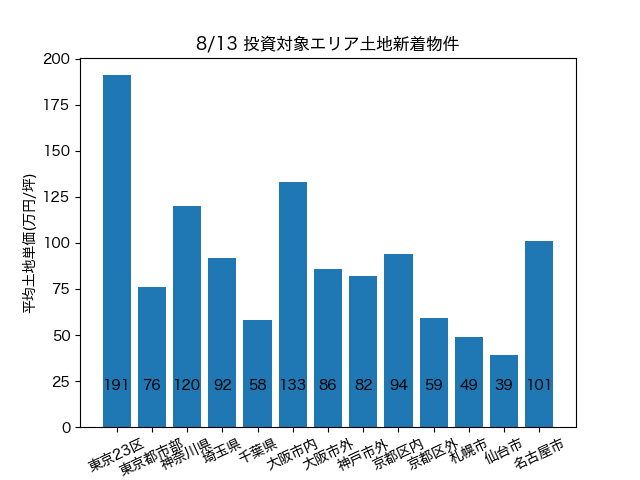 8/13 投資対象エリア土地新着物件
平均土地単価(万円/坪)
200
175
150
125
100
75
50
25
0
191 76 120 92 58 133 86 82 94 59 49 39 101
東京23区 東京都市部 神奈川県 埼玉県 千葉県 大阪市内 大阪市外 神戸市外 京都区内 京都区外 札幌市 仙台市 名古屋市